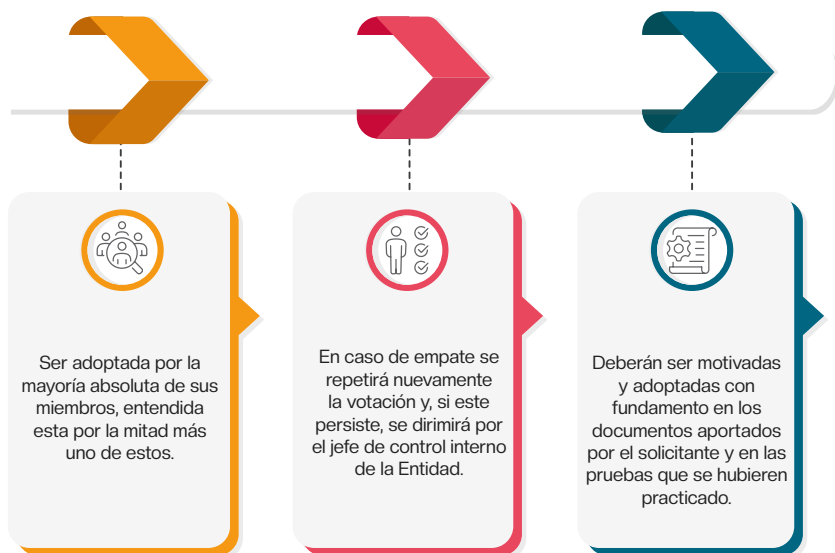 Ser adoptada por la
mayoría absoluta de sus
miembros, entendida
esta por la mitad más
uno de estos.
En caso de empate se
repetirá nuevamente
la votación y, si este
persiste, se dirimirá por
el jefe de control interno
de la Entidad.
Deberán ser motivadas
y adoptadas con
fundamento en los
documentos aportados
por el solicitante y en las
pruebas que se hubieren
practicado.